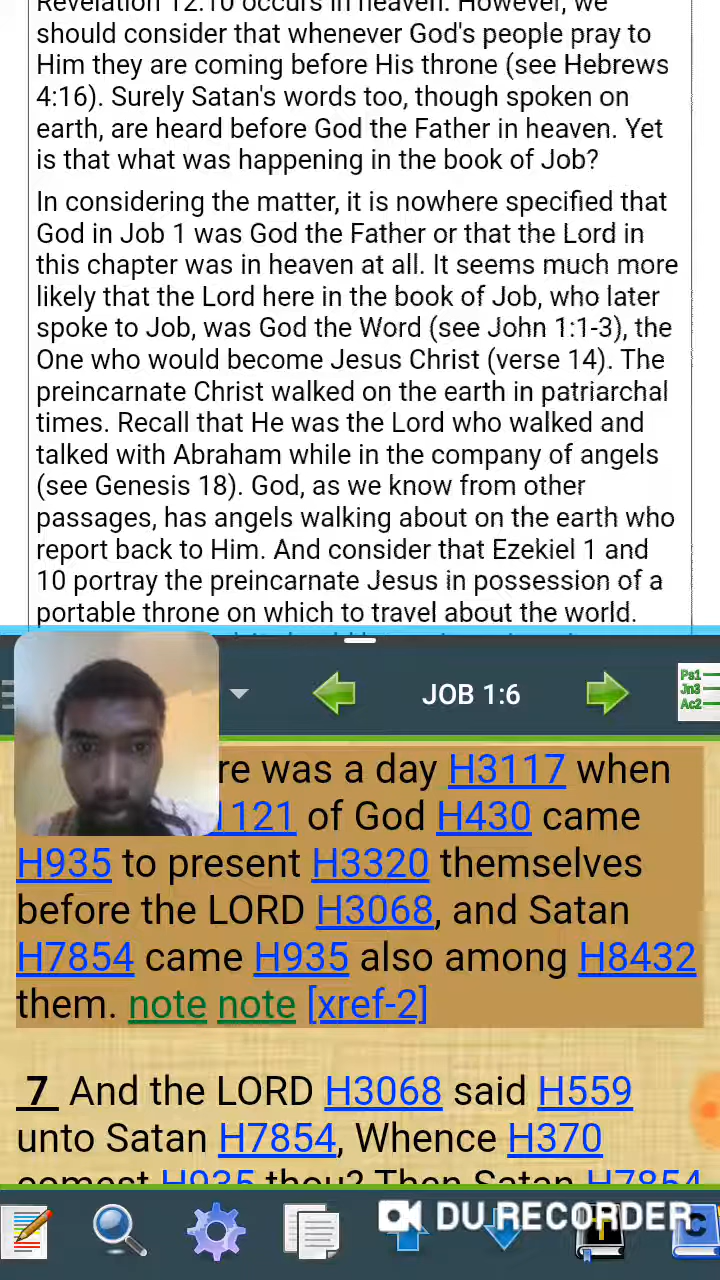 Revelation 12:10 occurs in heaven. However, we
should consider that whenever God's people pray to
Him they are coming before His throne (see Hebrews
4:16). Surely Satan's words too, though spoken on
earth, are heard before God the Father in heaven. Yet
is that what was happening in the book of Job?
In considering the matter, it is nowhere specified that
God in Job 1 was God the Father or that the Lord in
this chapter was in heaven at all. It seems much more
likely that the Lord here in the book of Job, who later
spoke to Job, was God the Word (see John 1:1-3), the
One who would become Jesus Christ (verse 14). The
preincarnate Christ walked on the earth in patriarchal
times. Recall that He was the Lord who walked and
talked with Abraham while in the company of angels
(see Genesis 18). God, as we know from other
passages, has angels walking about on the earth who
report back to Him. And consider that Ezekiel 1 and
10 portray the preincarnate Jesus in possession of a
portable throne on which to travel about the world.
JOB 1:6
Ps1
Jn3
Ac2
re was a day H3117 when
1121 of God H430 came
H935 to present H3320 themselves
before the LORD H3068, and Satan
H7854 came H935 also among H8432
them. note note [xref-2]
7 And the LORD H3068 said H559
unto Satan H7854, Whence H370
comest H935 thou? Then Satan H7854
DU RECORDER
T
C